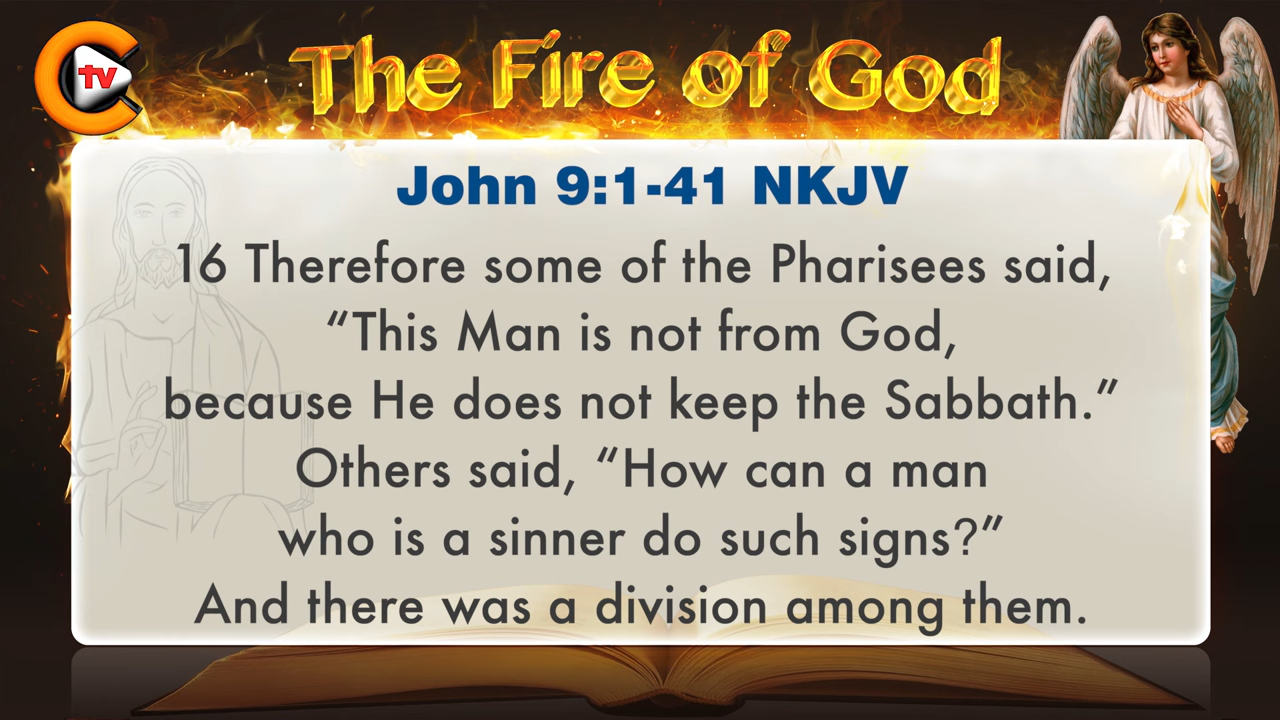 tv
The Fire of God
John 9:1-41 NKJV
16 Therefore some of the Pharisees said,
“This Man is not from God,
because He does not keep the Sabbath.”
Others said, “How can a man
who is a sinner do such signs?”
And there was a division among them.